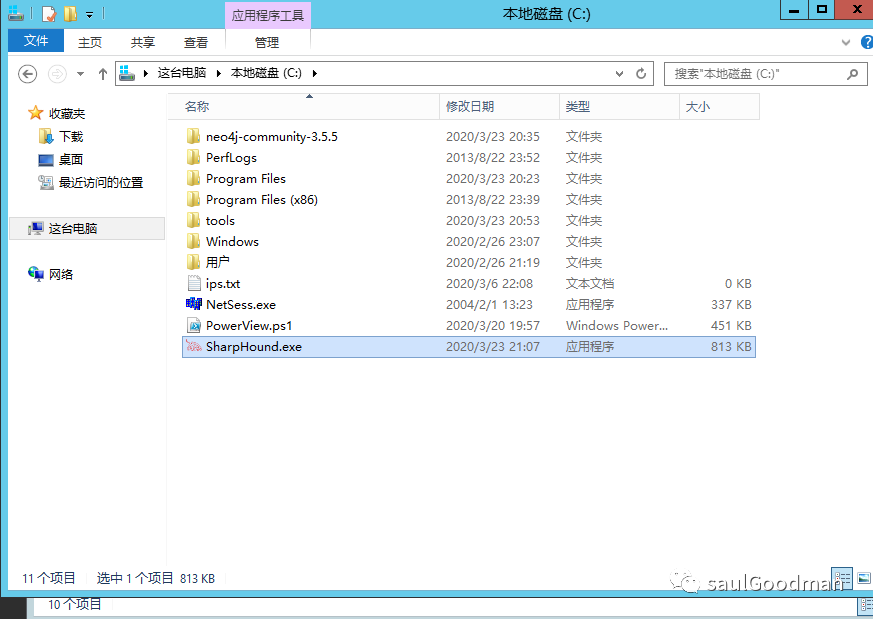 应用程序工具 本地磁盘 (C:)
文件 主页 共享 查看 管理
这台电脑 本地磁盘 (C:) 搜索"本地磁盘 (C:)"
收藏夹
下载
桌面
最近访问的位置
这台电脑
网络
名称 修改日期 类型 大小
neo4j-community-3.5.5 2020/3/23 20:35 文件夹
PerfLogs 2013/8/22 23:52 文件夹
Program Files 2020/3/23 20:23 文件夹
Program Files (x86) 2013/8/22 23:39 文件夹
tools 2020/3/23 20:53 文件夹
Windows 2020/2/26 23:07 文件夹
用户 2020/2/26 21:19 文件夹
ips.txt 2020/3/6 22:08 文本文档 0 KB
NetSess.exe 2004/2/1 13:23 应用程序 337 KB
PowerView.ps1 2020/3/20 19:57 Windows Power... 451 KB
SharpHound.exe 2020/3/23 21:07 应用程序 813 KB
11 个项目 选中 1 个项目 813 KB
saulGoodman
10 个项目